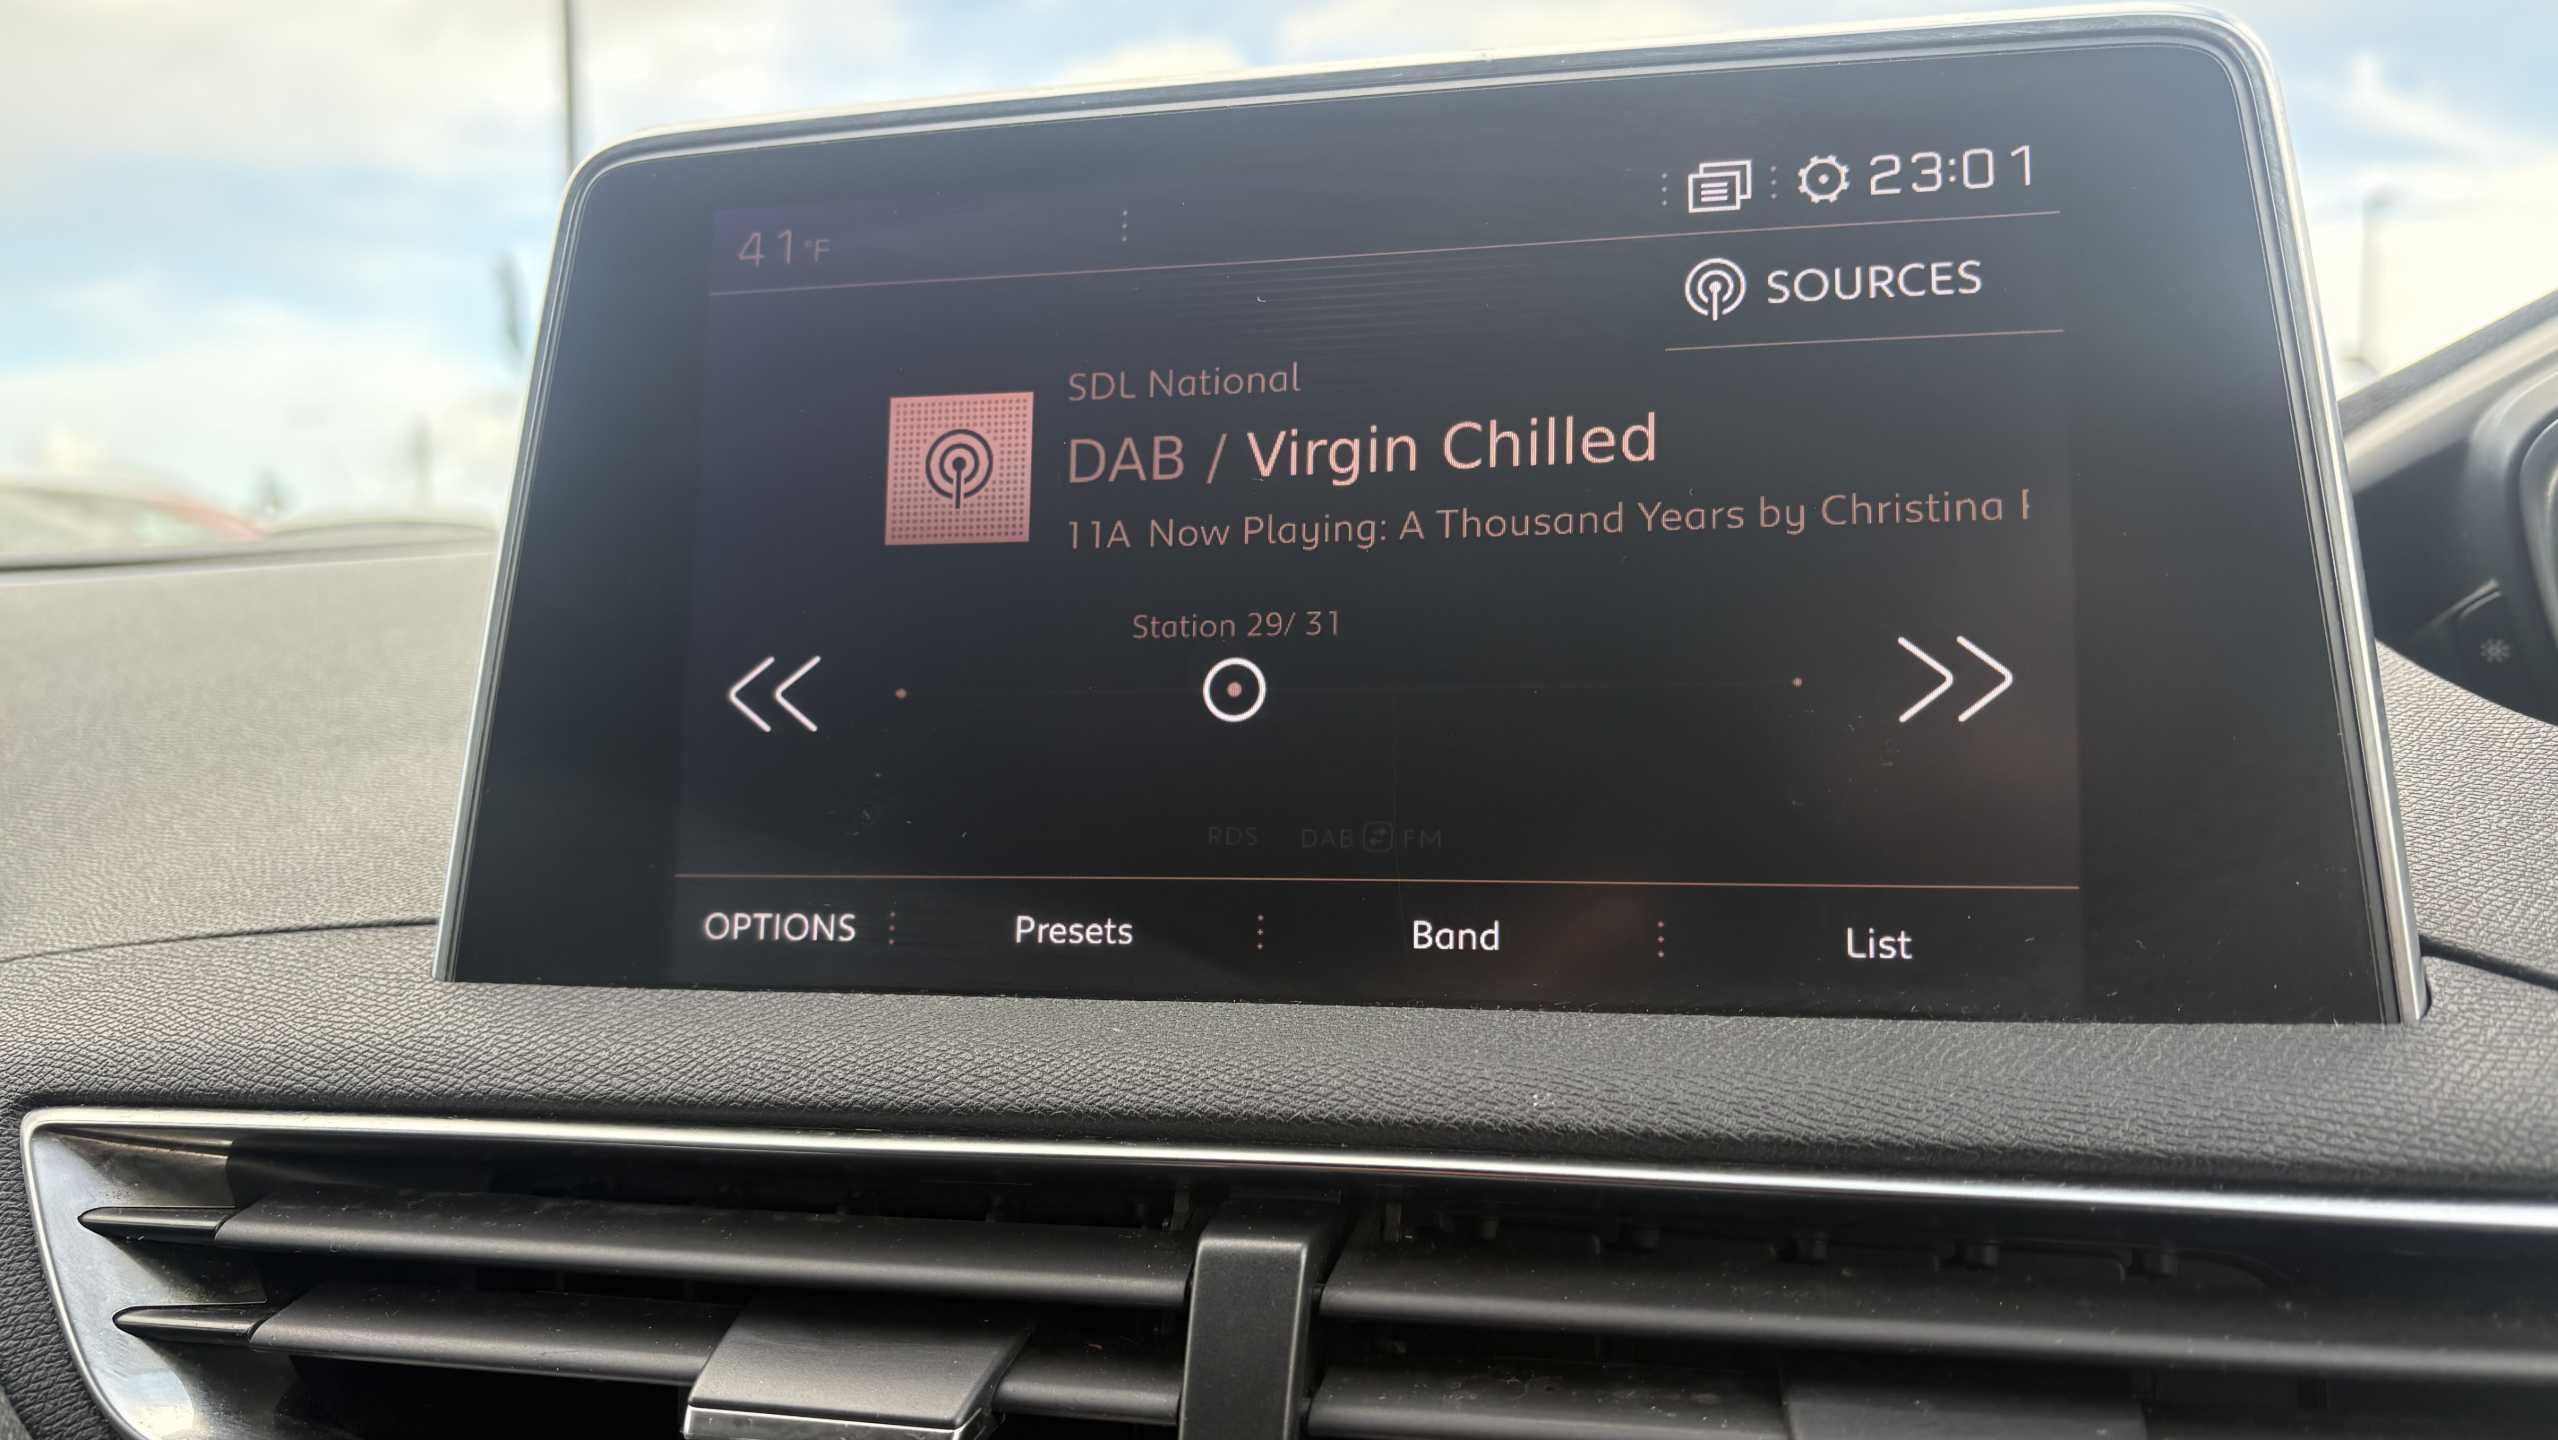 41°F
23:01
SOURCES
SDL National
DAB / Virgin Chilled
11A Now Playing: A Thousand Years by Christina
Station 29/ 31
RDS DAB FM
OPTIONS Presets Band List